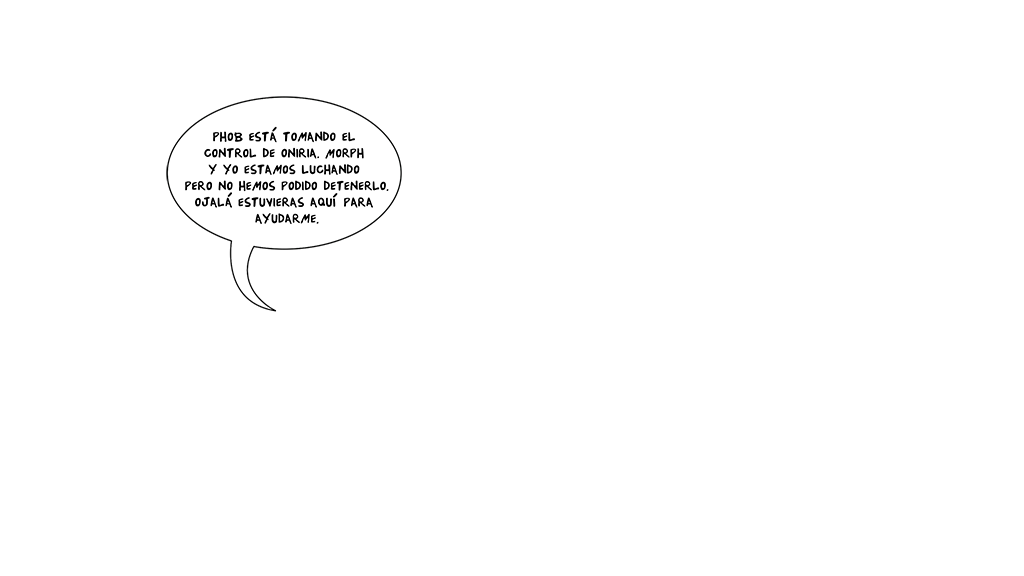 PHOB ESTÁ TOMANDO EL
CONTROL DE ONIRIA. MORPH
Y YO ESTAMOS LUCHANDO
PERO NO HEMOS PODIDO DETENERLO.
OJALÁ ESTUVIERAS AQUÍ PARA
AYUDARME.